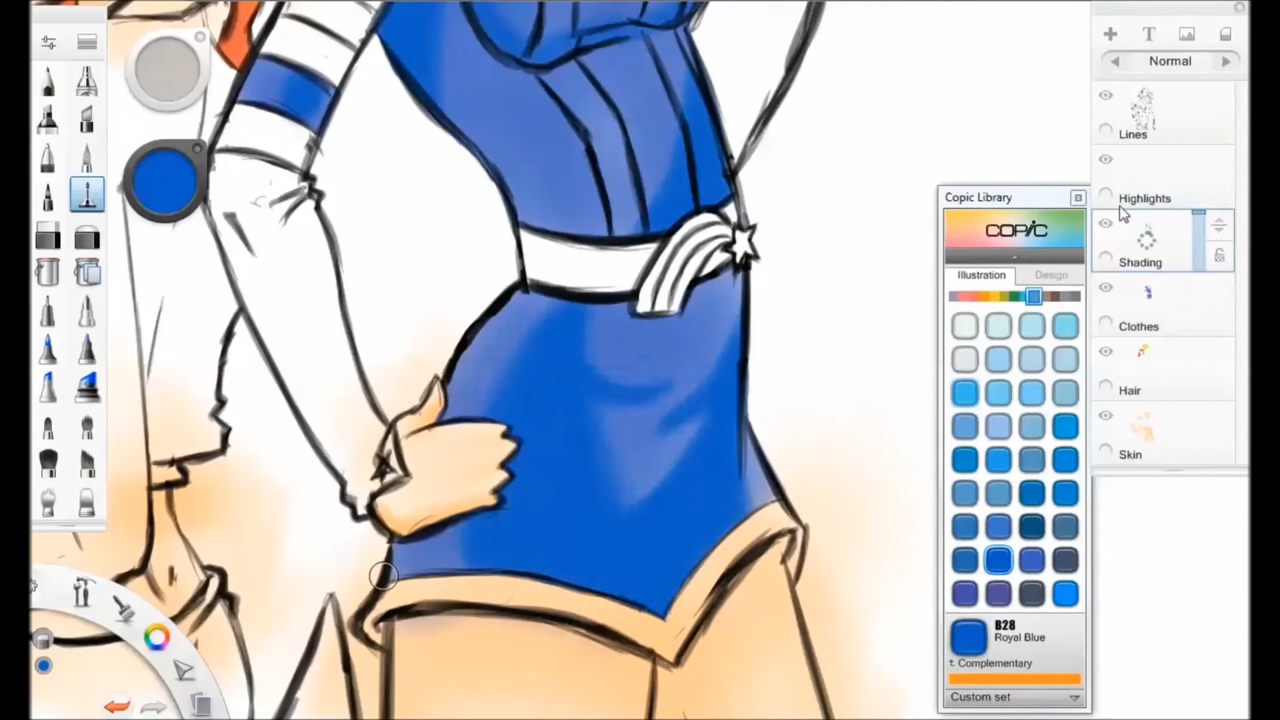 T
Normal
Lines
Highlights
Shading
Clothes
Hair
Skin
Copic Library
COPIC
Illustration
Design
B28
Royal Blue
Complementary
Custom set